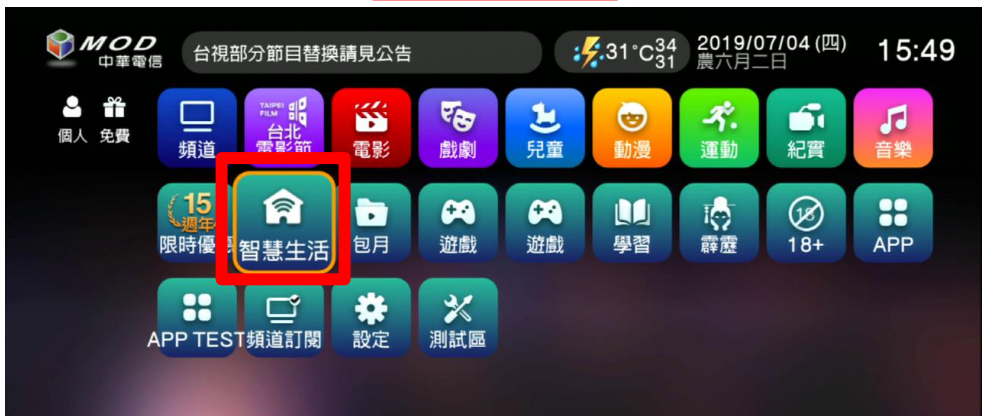 MOD
中華電信
台視部分節目替換請見公告
31°C 34
31
2019/07/04 (四)
農六月二日
15:49
個人
免費
頻道
TAIPEI
FILM
台北
電影節
電影
戲劇
兒童
動漫
運動
紀實
音樂
15
週年
限時優惠
智慧生活
包月
遊戲
遊戲
學習
霹靂
18
18+
APP
APP TEST
頻道訂閱
設定
測試區